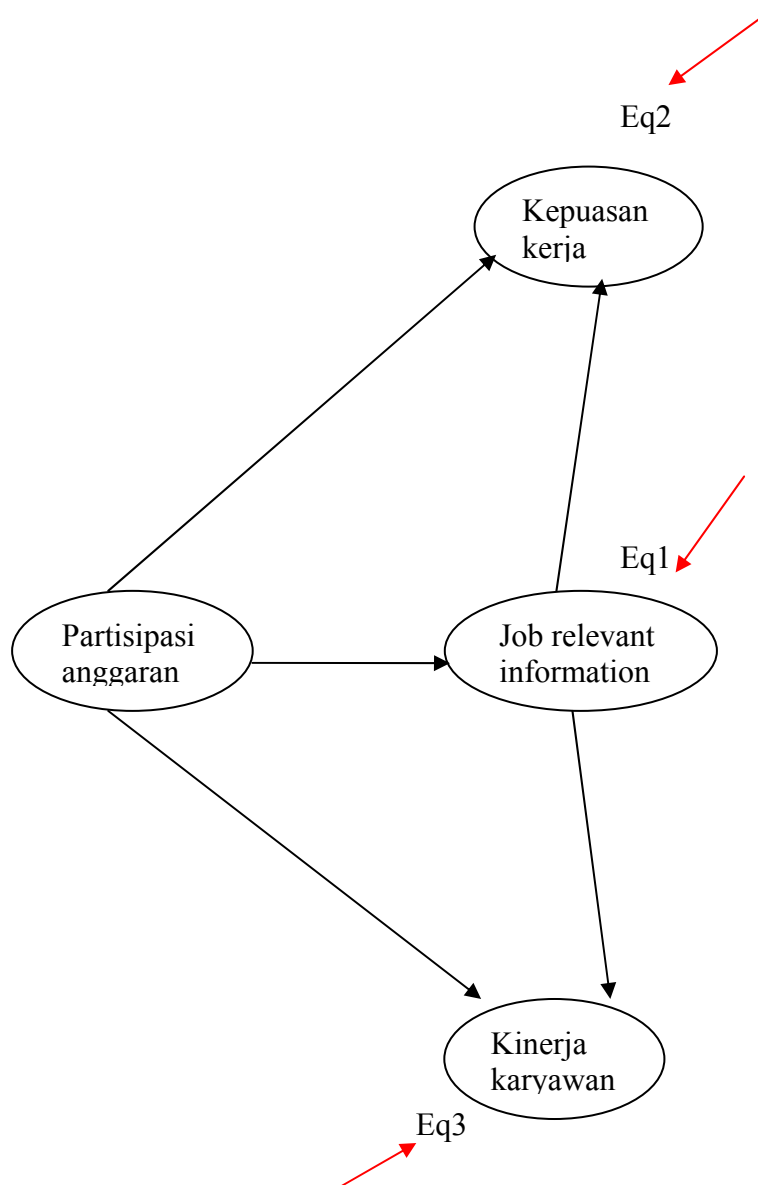 Eq2
Kepuasan
kerja
Eq1
Partisipasi
anggaran
Job relevant
information
Kinerja
karyawan
Eq3